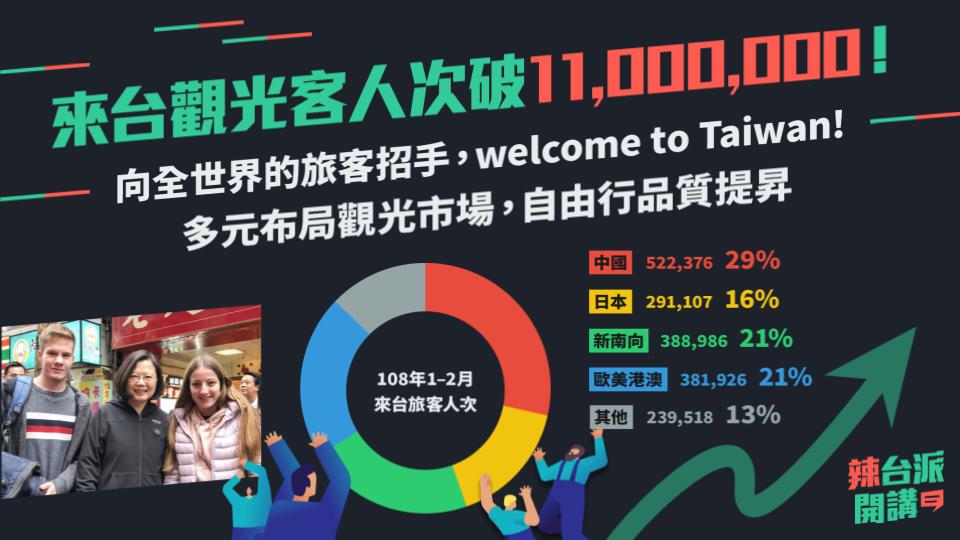 來台觀光客人次破11,000,000!
向全世界的旅客招手,welcome to Taiwan!
多元布局觀光市場,自由行品質提昇
中國 522,376 29%
日本 291,107 16%
新南向 388,986 21%
歐美港澳 381,926 21%
其他 239,518 13%
108年1–2月
來台旅客人次
辣台派
開講